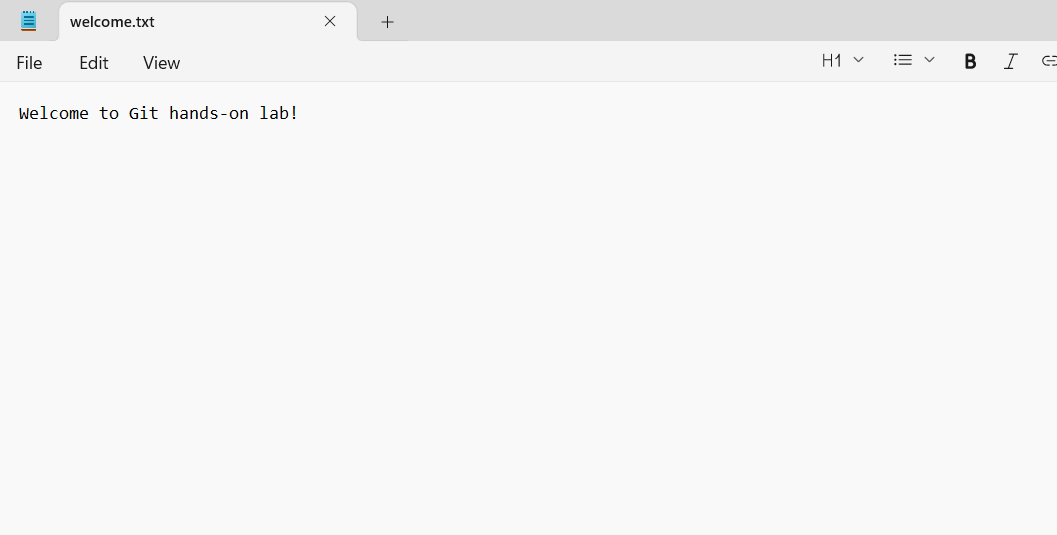 welcome.txt
File Edit View H1 B I
Welcome to Git hands-on lab!